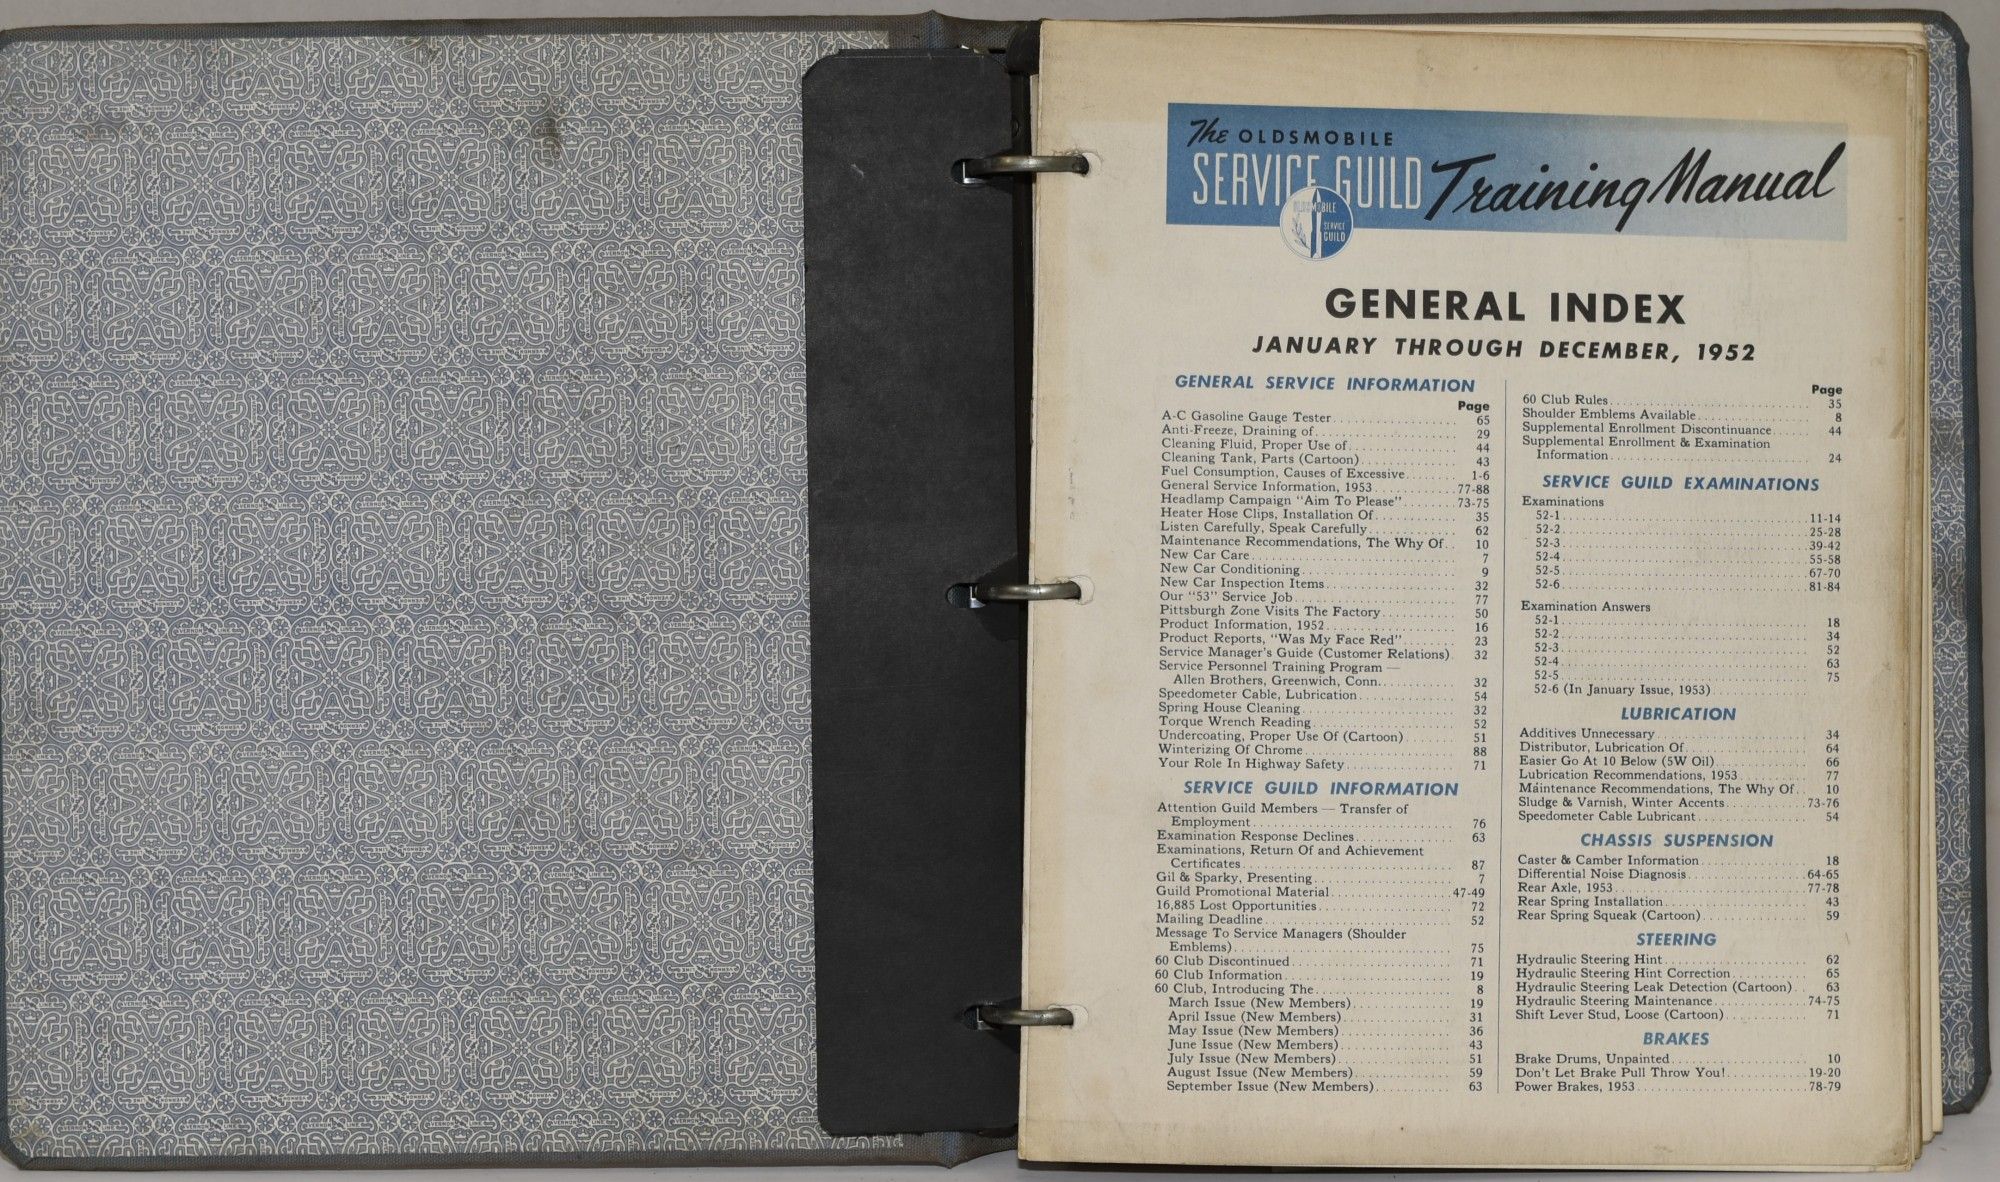 The OLDSMOBILE
SERVICE GUILD Training Manual
OLDSMOBILE
SERVICE
GUILD
GENERAL INDEX
JANUARY THROUGH DECEMBER, 1952
GENERAL SERVICE INFORMATION
Page
A-C Gasoline Gauge Tester 65
Anti-Freeze, Draining of 29
Cleaning Fluid, Proper Use of 44
Cleaning Tank, Parts (Cartoon) 43
Fuel Consumption, Causes of Excessive 1-6
General Service Information, 1953 77-88
Headlamp Campaign "Aim To Please" 73-75
Heater Hose Clips, Installation Of 35
Listen Carefully, Speak Carefully 62
Maintenance Recommendations, The Why Of 10
New Car Care 7
New Car Conditioning 9
New Car Inspection Items 32
Our "53" Service Job 77
Pittsburgh Zone Visits The Factory 50
Product Information, 1952 16
Product Reports, "Was My Face Red" 23
Service Manager's Guide (Customer Relations) 32
Service Personnel Training Program —
Allen Brothers, Greenwich, Conn. 32
Speedometer Cable, Lubrication 54
Spring House Cleaning 32
Torque Wrench Reading 52
Undercoating, Proper Use Of (Cartoon) 51
Winterizing Of Chrome 88
Your Role In Highway Safety 71
SERVICE GUILD INFORMATION
Attention Guild Members — Transfer of
Employment 76
Examination Response Declines 63
Examinations, Return Of and Achievement
Certificates 87
Gil & Sparky, Presenting 7
Guild Promotional Material 47-49
16,885 Lost Opportunities 72
Mailing Deadline 52
Message To Service Managers (Shoulder
Emblems) 75
60 Club Discontinued 71
60 Club Information 19
60 Club, Introducing The 8
March Issue (New Members) 19
April Issue (New Members) 31
May Issue (New Members) 36
June Issue (New Members) 43
July Issue (New Members) 51
August Issue (New Members) 59
September Issue (New Members) 63
Page
60 Club Rules 35
Shoulder Emblems Available 8
Supplemental Enrollment Discontinuance 44
Supplemental Enrollment & Examination
Information 24
SERVICE GUILD EXAMINATIONS
Examinations
52-1 11-14
52-2 25-28
52-3 39-42
52-4 55-58
52-5 67-70
52-6 81-84
Examination Answers
52-1 18
52-2 34
52-3 52
52-4 63
52-5 75
52-6 (In January Issue, 1953)
LUBRICATION
Additives Unnecessary 34
Distributor, Lubrication Of 64
Easier Go At 10 Below (5W Oil) 66
Lubrication Recommendations, 1953 77
Maintenance Recommendations, The Why Of 10
Sludge & Varnish, Winter Accents 73-76
Speedometer Cable Lubricant 54
CHASSIS SUSPENSION
Caster & Camber Information 18
Differential Noise Diagnosis 64-65
Rear Axle, 1953 77-78
Rear Spring Installation 43
Rear Spring Squeak (Cartoon) 59
STEERING
Hydraulic Steering Hint 62
Hydraulic Steering Hint Correction 65
Hydraulic Steering Leak Detection (Cartoon) 63
Hydraulic Steering Maintenance 74-75
Shift Lever Stud, Loose (Cartoon) 71
BRAKES
Brake Drums, Unpainted 10
Don't Let Brake Pull Throw You! 19-20
Power Brakes, 1953 78-79
VERNON LINE